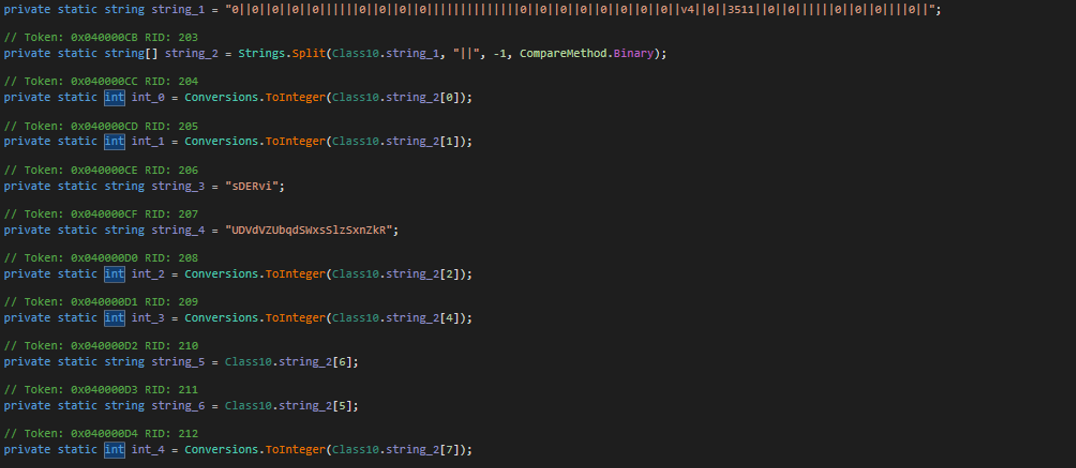 private static string string_1 = "0||0||0||0||0||||||0||0||0||0||||||||||||||0||0||0||0||0||0||0||0||v4||0||3511||0||0||||||0||0||0||||0||";
// Token: 0x040000CB RID: 203
private static string[] string_2 = Strings.Split(Class10.string_1, "||", -1, CompareMethod.Binary);
// Token: 0x040000CC RID: 204
private static int int_0 = Conversions.ToInteger(Class10.string_2[0]);
// Token: 0x040000CD RID: 205
private static int int_1 = Conversions.ToInteger(Class10.string_2[1]);
// Token: 0x040000CE RID: 206
private static string string_3 = "sDERvi";
// Token: 0x040000CF RID: 207
private static string string_4 = "UDVdVZUbqdSWxsSlzSxnZkR";
// Token: 0x040000D0 RID: 208
private static int int_2 = Conversions.ToInteger(Class10.string_2[2]);
// Token: 0x040000D1 RID: 209
private static int int_3 = Conversions.ToInteger(Class10.string_2[4]);
// Token: 0x040000D2 RID: 210
private static string string_5 = Class10.string_2[6];
// Token: 0x040000D3 RID: 211
private static string string_6 = Class10.string_2[5];
// Token: 0x040000D4 RID: 212
private static int int_4 = Conversions.ToInteger(Class10.string_2[7]);